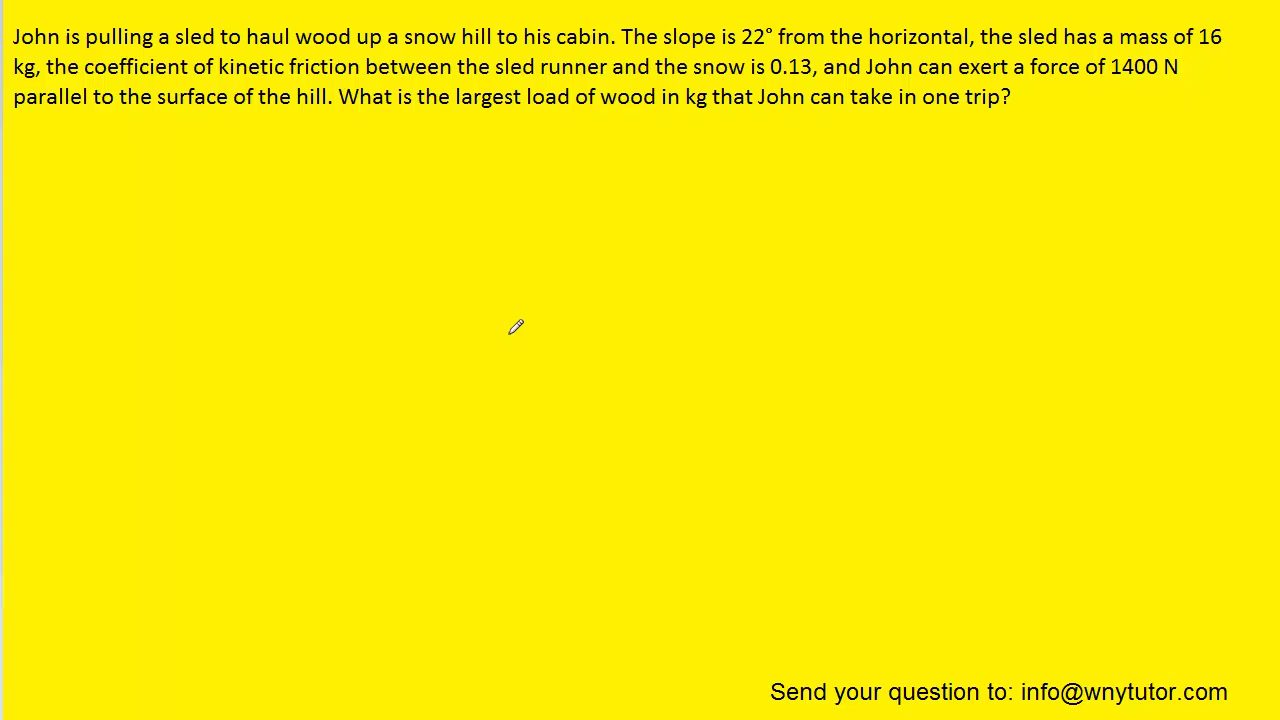 John is pulling a sled to haul wood up a snow hill to his cabin. The slope is 22° from the horizontal, the sled has a mass of 16
kg, the coefficient of kinetic friction between the sled runner and the snow is 0.13, and John can exert a force of 1400 N
parallel to the surface of the hill. What is the largest load of wood in kg that John can take in one trip?
Send your question to: info@wnytutor.com